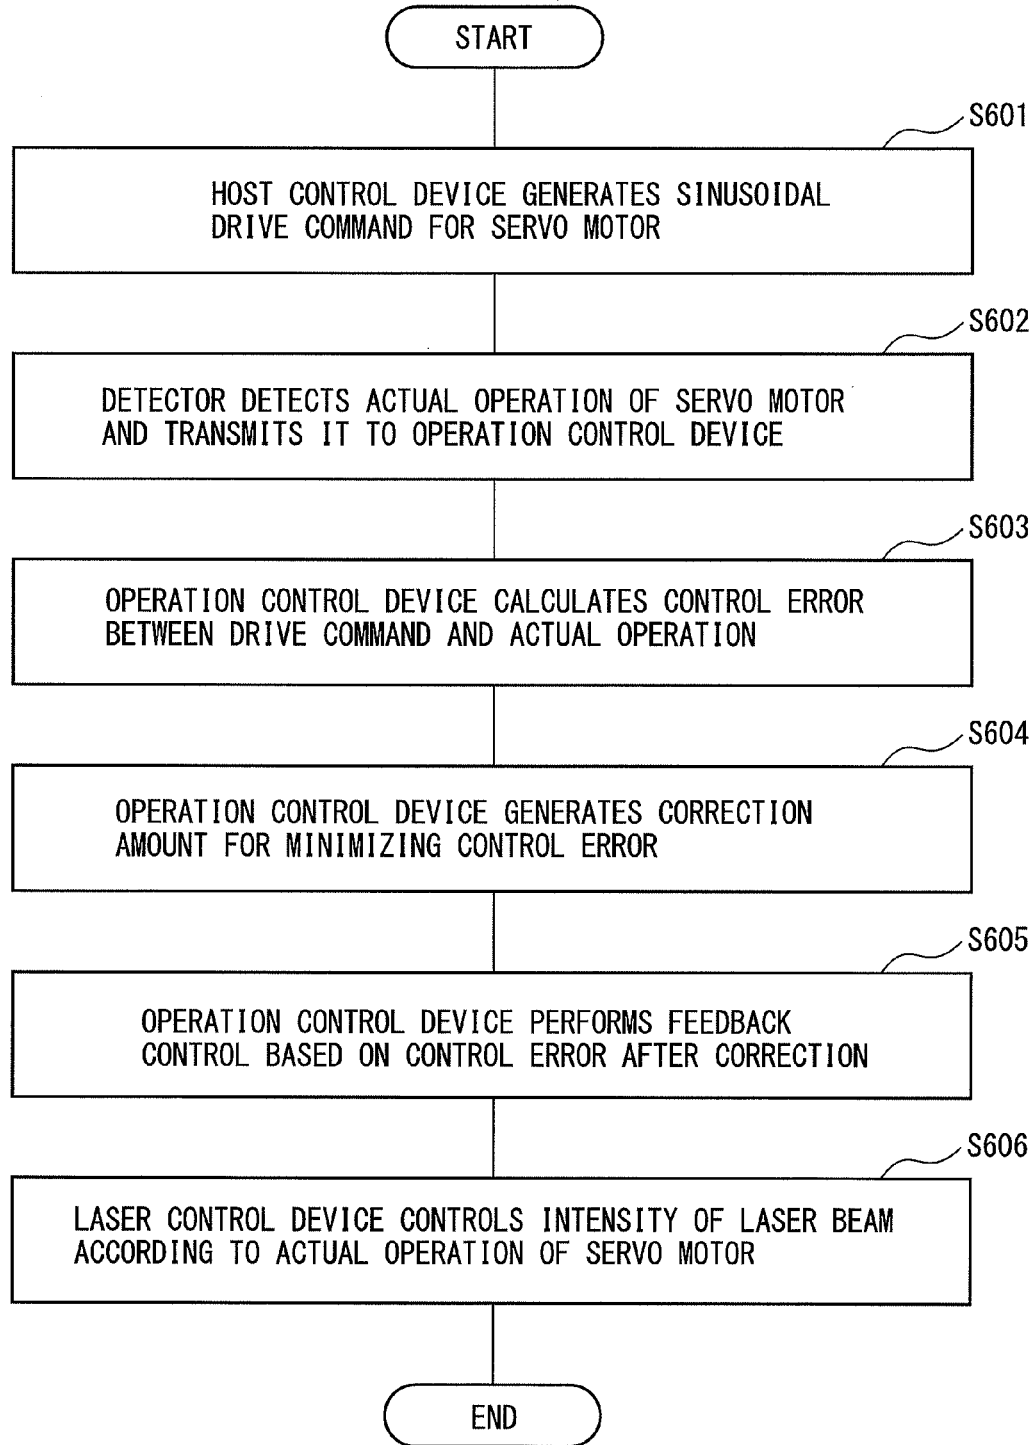 START
S601
HOST CONTROL DEVICE GENERATES SINUSOIDAL
DRIVE COMMAND FOR SERVO MOTOR
S602
DETECTOR DETECTS ACTUAL OPERATION OF SERVO MOTOR
AND TRANSMITS IT TO OPERATION CONTROL DEVICE
S603
OPERATION CONTROL DEVICE CALCULATES CONTROL ERROR
BETWEEN DRIVE COMMAND AND ACTUAL OPERATION
S604
OPERATION CONTROL DEVICE GENERATES CORRECTION
AMOUNT FOR MINIMIZING CONTROL ERROR
S605
OPERATION CONTROL DEVICE PERFORMS FEEDBACK
CONTROL BASED ON CONTROL ERROR AFTER CORRECTION
S606
LASER CONTROL DEVICE CONTROLS INTENSITY OF LASER BEAM
ACCORDING TO ACTUAL OPERATION OF SERVO MOTOR
END